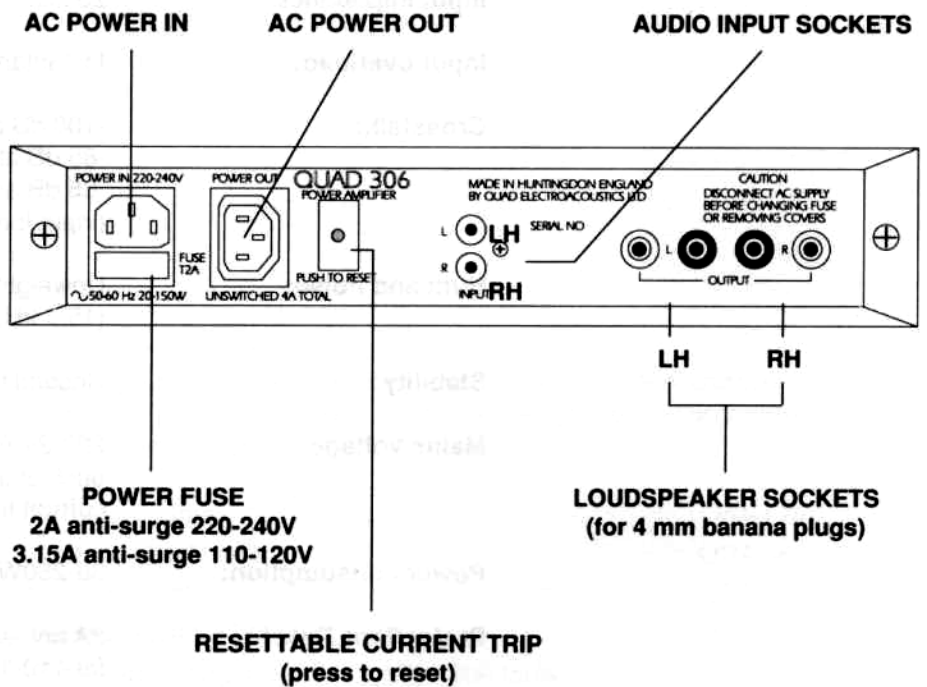 AC POWER IN
AC POWER OUT
AUDIO INPUT SOCKETS
POWER IN 220-240V
FUSE
T2A
50-60 Hz 20-150W
POWER OUT
UNSWITCHED 4A TOTAL
QUAD 306
POWER AMPLIFIER
PUSH TO RESET
MADE IN HUNTINGDON ENGLAND
BY QUAD ELECTROACOUSTICS LTD
SERIAL NO
L LH
R RH
INPUT
CAUTION
DISCONNECT AC SUPPLY
BEFORE CHANGING FUSE
OR REMOVING COVERS
L R
OUTPUT
LH RH
POWER FUSE
2A anti-surge 220-240V
3.15A anti-surge 110-120V
LOUDSPEAKER SOCKETS
(for 4 mm banana plugs)
RESETTABLE CURRENT TRIP
(press to reset)